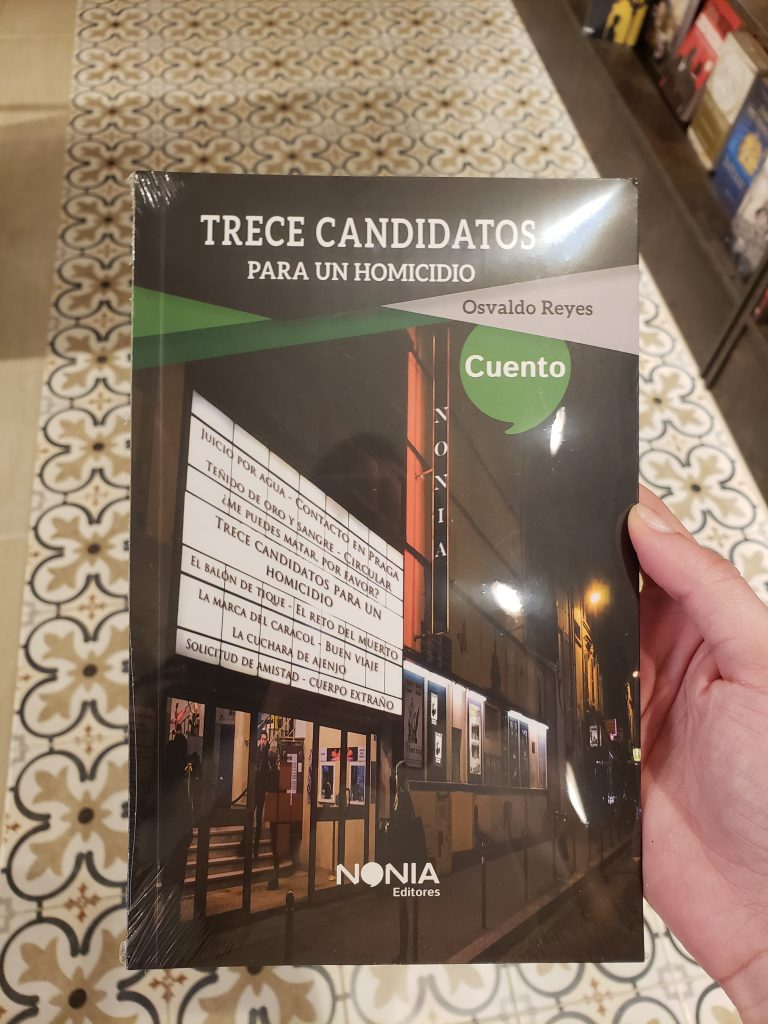 TRECE CANDIDATOS
PARA UN HOMICIDIO
Osvaldo Reyes
Cuento
NONIA
JUICIO POR AGUA - CONTACTO EN PRAGA
TEÑIDO DE ORO Y SANGRE - CIRCULAR
¿ME PUEDES MATAR, POR FAVOR?
TRECE CANDIDATOS PARA UN
HOMICIDIO
EL BALÓN DE TIQUE - EL RETO DEL MUERTO
LA MARCA DEL CARACOL - BUEN VIAJE
LA CUCHARA DE AJENJO
SOLICITUD DE AMISTAD - CUERPO EXTRAÑO
NONIA
Editores